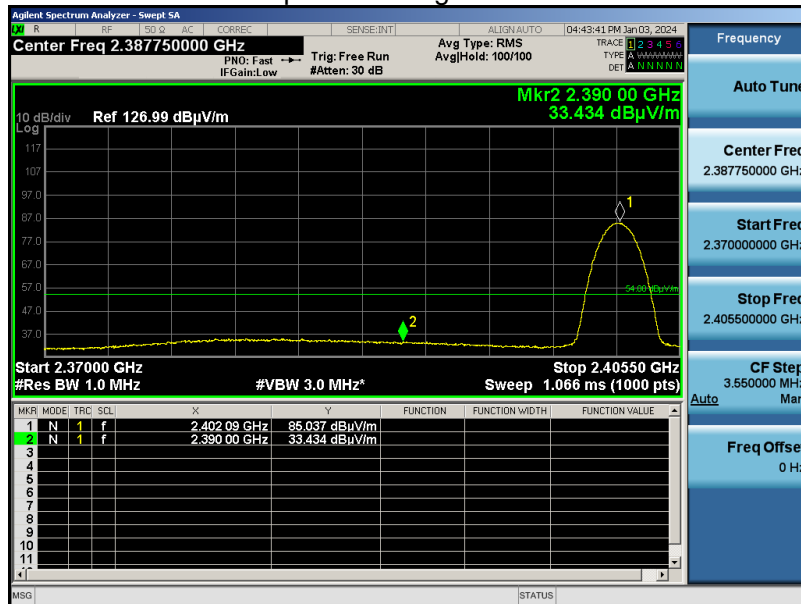 Agilent Spectrum Analyzer - Swept SA
LXI R RF 50 Ω AC CORREC SENSE:INT ALIGN AUTO 04:43:41 PM Jan 03, 2024
Center Freq 2.387750000 GHz
PNO: Fast
IFGain:Low
Trig: Free Run
#Atten: 30 dB
Avg Type: RMS
Avg|Hold: 100/100
TRACE 1 2 3 4 5 6
TYPE A
DET A N N N N N
Mkr2 2.390 00 GHz
33.434 dBµV/m
10 dB/div Ref 126.99 dBµV/m
Log
117
107
97.0
87.0
77.0
67.0
57.0
47.0
37.0
1
2
54.00 dBµV/m
Start 2.37000 GHz Stop 2.40550 GHz
#Res BW 1.0 MHz #VBW 3.0 MHz* Sweep 1.066 ms (1000 pts)
MKR MODE TRC SCL X Y FUNCTION FUNCTION WIDTH FUNCTION VALUE
1 N 1 f 2.402 09 GHz 85.037 dBµV/m
2 N 1 f 2.390 00 GHz 33.434 dBµV/m
3
4
5
6
7
8
9
10
11
MSG STATUS
Frequency
Auto Tune
Center Freq
2.387750000 GHz
Start Freq
2.370000000 GHz
Stop Freq
2.405500000 GHz
CF Step
3.550000 MHz
Auto Man
Freq Offset
0 Hz